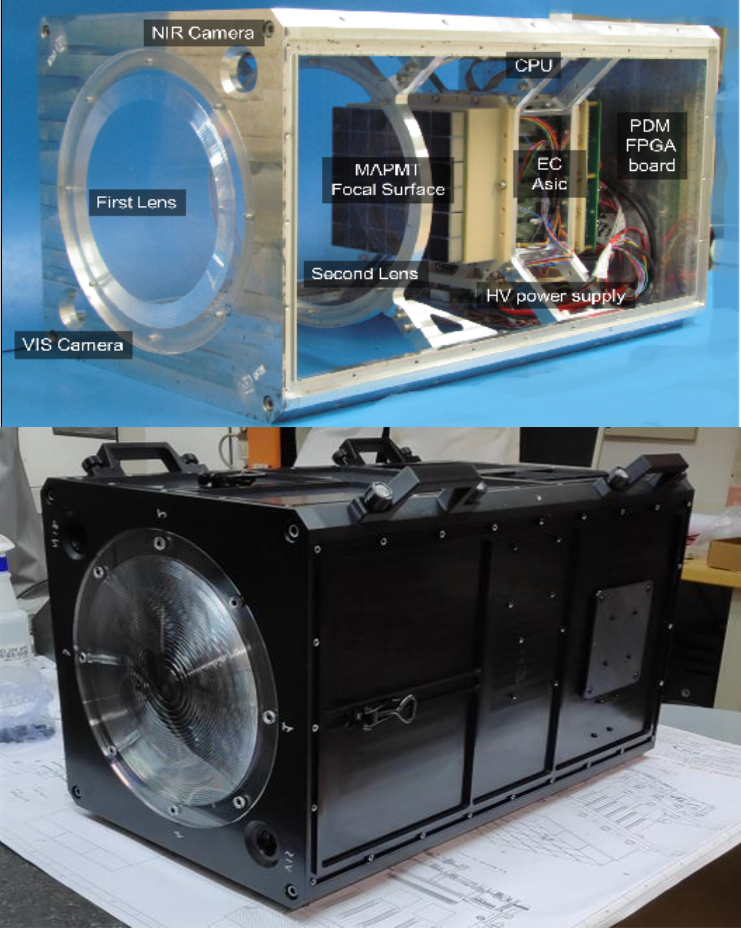 NIR Camera
CPU
PDM
FPGA
board
MAPMT
Focal Surface
EC
Asic
First Lens
Second Lens
HV power supply
VIS Camera